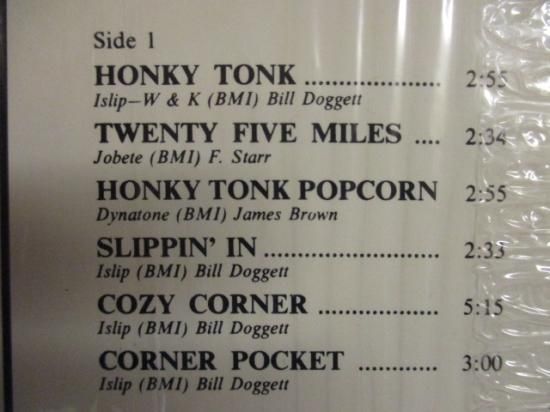 Side 1
HONKY TONK ...................... 2:55
Islip—W & K (BMI) Bill Doggett
TWENTY FIVE MILES .... 2:34
Jobete (BMI) F. Starr
HONKY TONK POPCORN 2:55
Dynatone (BMI) James Brown
SLIPPIN' IN ............................ 2:33
Islip (BMI) Bill Doggett
COZY CORNER .................. 5:15
Islip (BMI) Bill Doggett
CORNER POCKET ............ 3:00
Islip (BMI) Bill Doggett